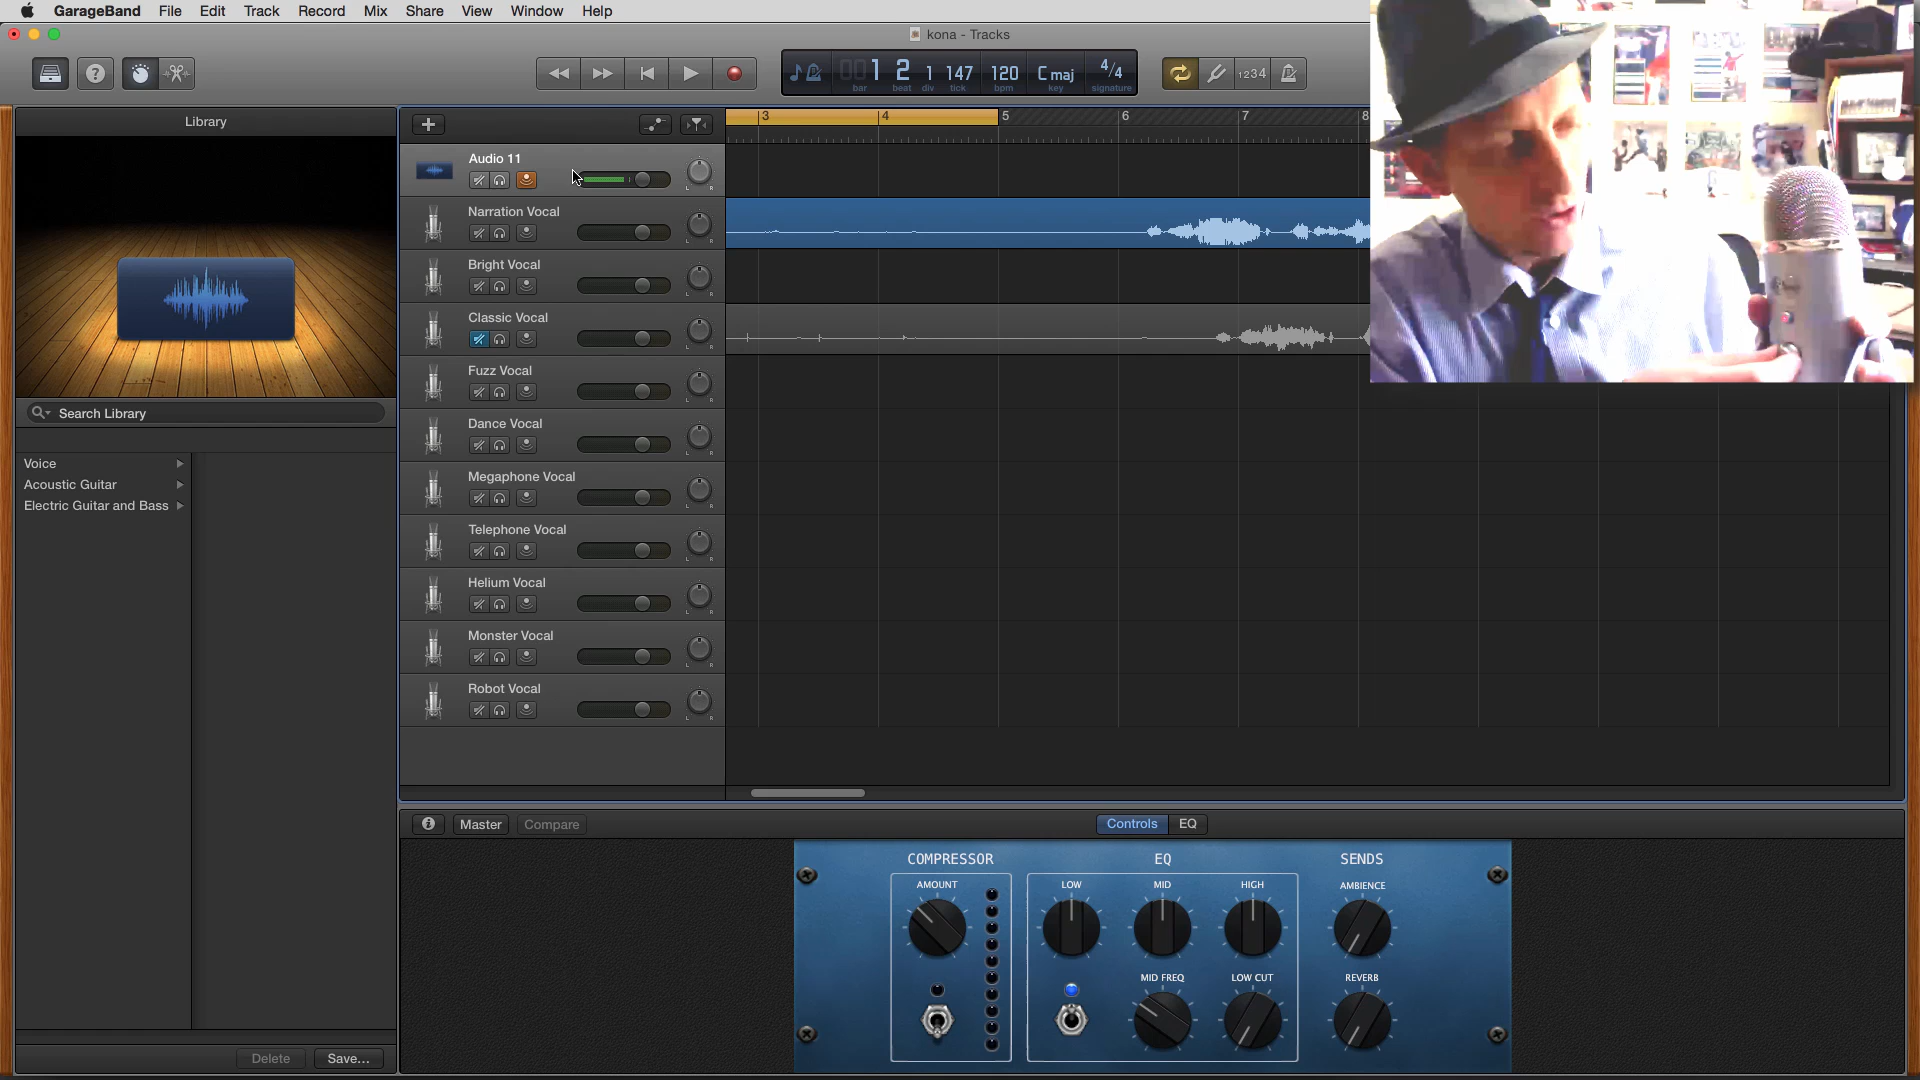 GarageBand File Edit Track Record Mix Share View Window Help
kona - Tracks
1 2 1 147 120 C maj 4/4
bar beat div tick bpm key signature
1234
Library
3 4 5 6 7 8
Audio 11
Narration Vocal
Bright Vocal
Classic Vocal
Fuzz Vocal
Dance Vocal
Megaphone Vocal
Telephone Vocal
Helium Vocal
Monster Vocal
Robot Vocal
Search Library
Voice
Acoustic Guitar
Electric Guitar and Bass
Delete Save...
Master Compare Controls EQ
COMPRESSOR EQ SENDS
AMOUNT LOW MID HIGH AMBIENCE
MID FREQ LOW CUT REVERB